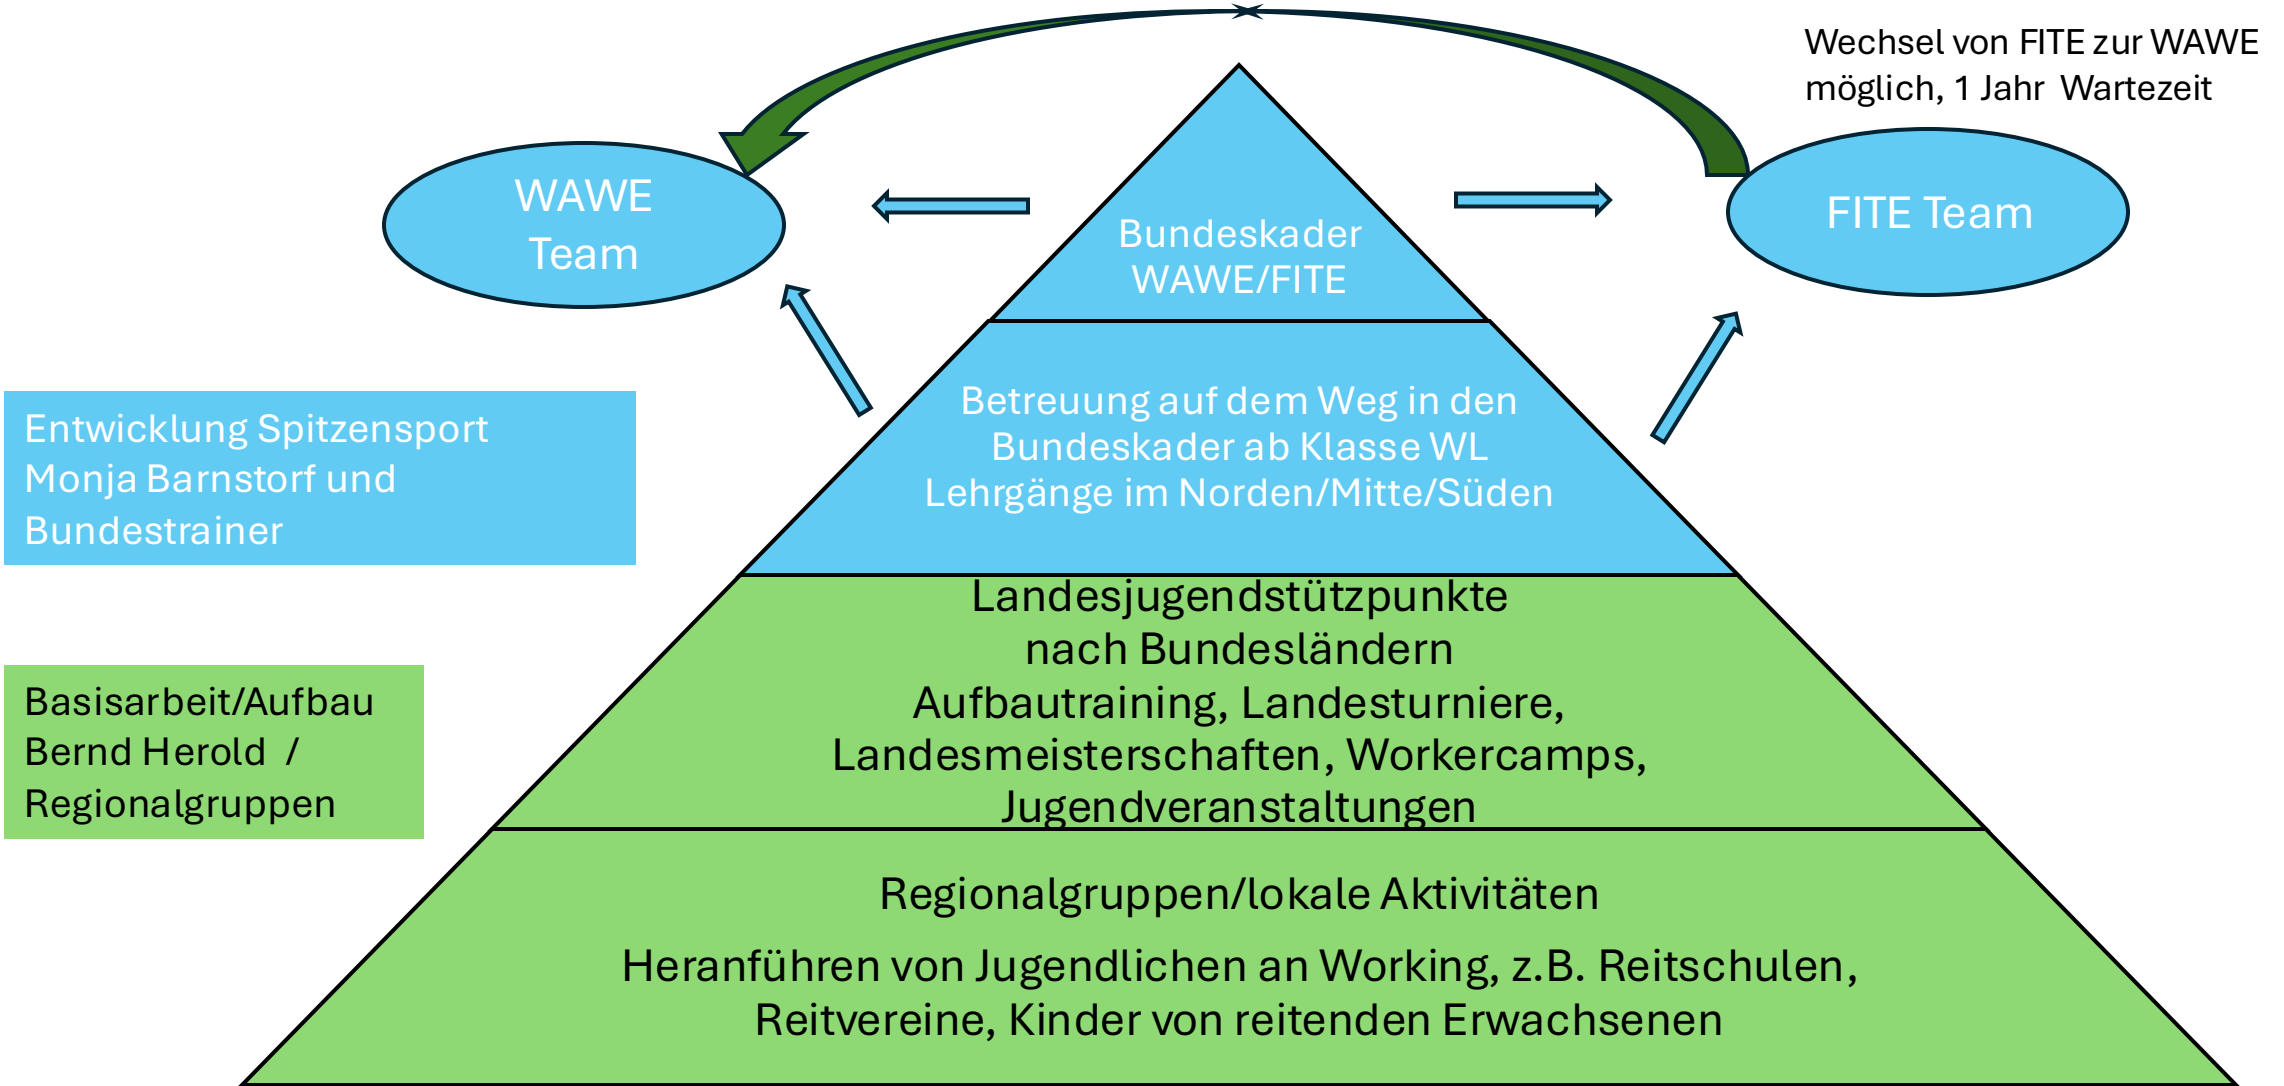 Wechsel von FITE zur WAWE
möglich, 1 Jahr Wartezeit
WAWE
Team
FITE Team
Bundeskader
WAWE/FITE
Entwicklung Spitzensport
Monja Barnstorf und
Bundestrainer
Betreuung auf dem Weg in den
Bundeskader ab Klasse WL
Lehrgänge im Norden/Mitte/Süden
Basisarbeit/Aufbau
Bernd Herold /
Regionalgruppen
Landesjugendstützpunkte
nach Bundesländern
Aufbautraining, Landesturniere,
Landesmeisterschaften, Workercamps,
Jugendveranstaltungen
Regionalgruppen/lokale Aktivitäten
Heranführen von Jugendlichen an Working, z.B. Reitschulen,
Reitvereine, Kinder von reitenden Erwachsenen